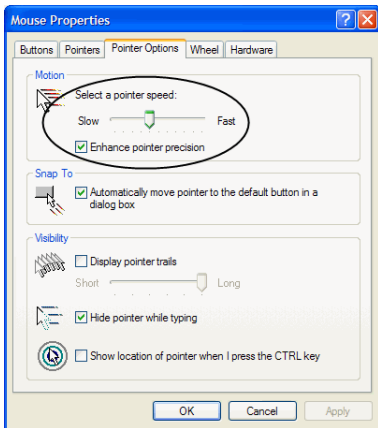 Mouse Properties
Buttons Pointers Pointer Options Wheel Hardware
Motion
Select a pointer speed:
Slow Fast
Enhance pointer precision
Snap To
Automatically move pointer to the default button in a
dialog box
Visibility
Display pointer trails
Short Long
Hide pointer while typing
Show location of pointer when I press the CTRL key
OK Cancel Apply